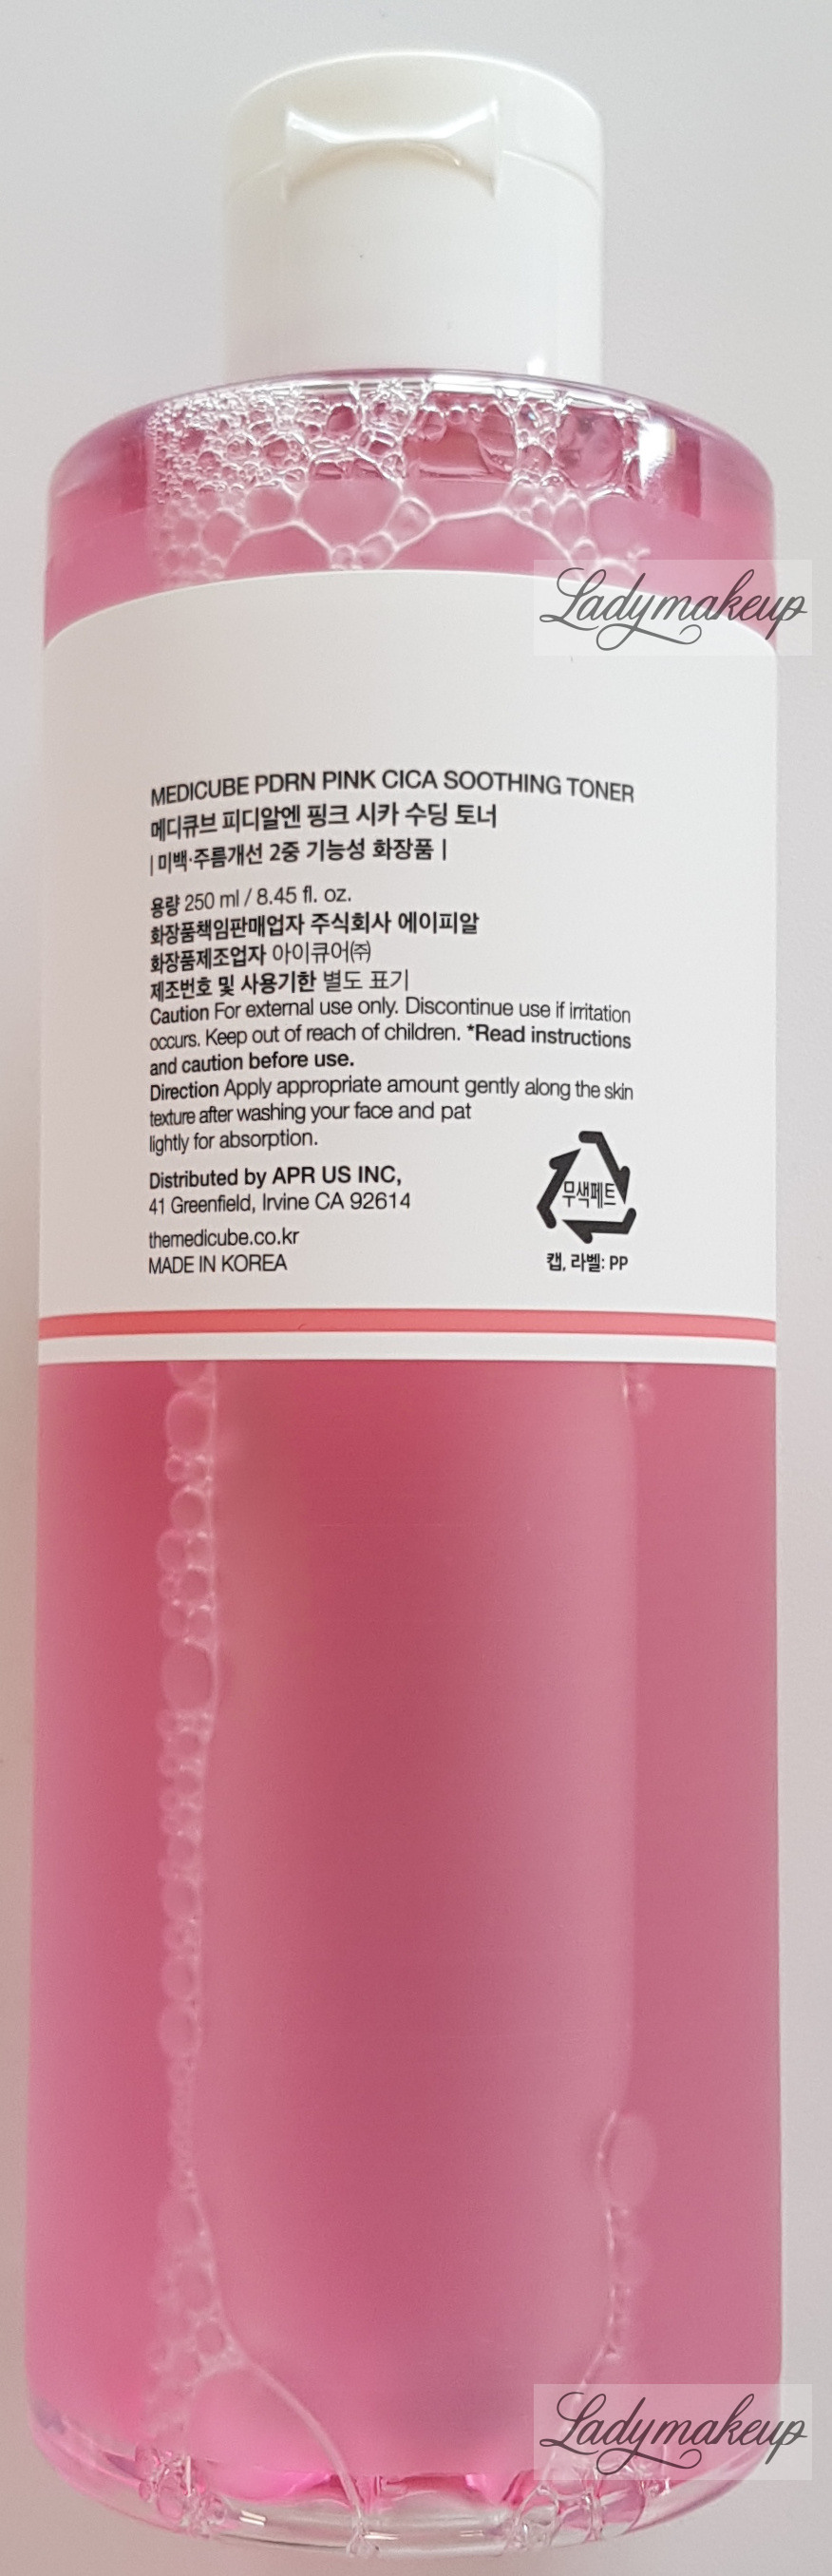 Ladymakeup
MEDICUBE PDRN PINK CICA SOOTHING TONER
메디큐브 피디알엔 핑크 시카 수딩 토너
| 미백·주름개선 2중 기능성 화장품 |
용량 250 ml / 8.45 fl. oz.
화장품책임판매업자 주식회사 에이피알
화장품제조업자 아이큐어㈜
제조번호 및 사용기한 별도 표기
Caution For external use only. Discontinue use if irritation
occurs. Keep out of reach of children. *Read instructions
and caution before use.
Direction Apply appropriate amount gently along the skin
texture after washing your face and pat
lightly for absorption.
Distributed by APR US INC,
41 Greenfield, Irvine CA 92614
themedicube.co.kr
MADE IN KOREA
무색페트
캡, 라벨: PP
Ladymakeup